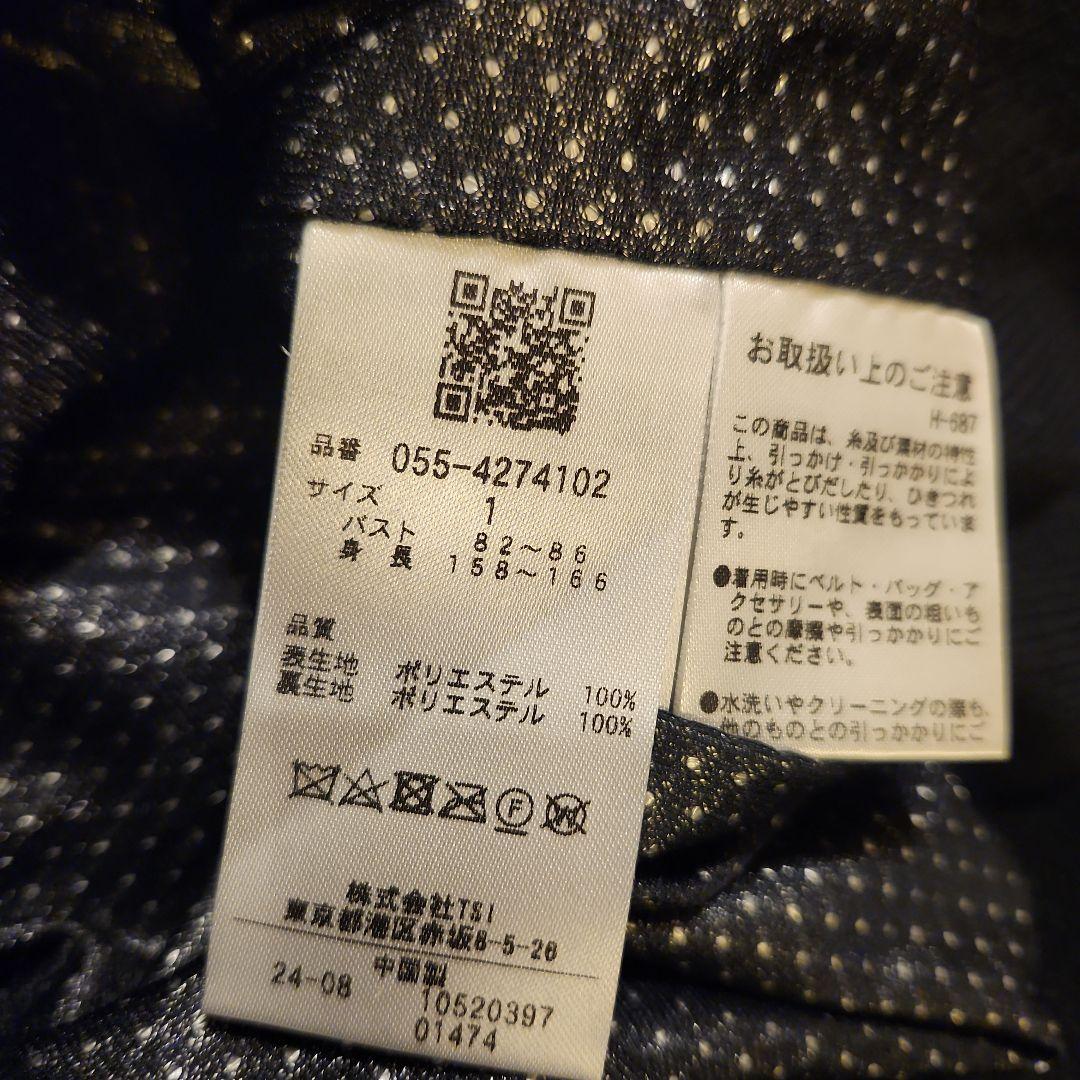 品番 055-4274102
サイズ 1
バスト 82～86
身長 158～166
品質
表生地 ポリエステル 100%
裏生地 ポリエステル 100%
F
W
株式会社TSI
東京都港区赤坂8-5-28
中国製
24-08 10520397
01474
お取扱い上のご注意
H-687
この商品は、糸及び素材の特性
上、引っかけ・引っかかりによ
り糸がとびだしたり、ひきつれ
が生じやすい性質をもっていま
す。
●着用時にベルト・バッグ・ア
クセサリーや、表面の粗いも
のとの摩擦や引っかかりにご
注意ください。
●水洗いやクリーニングの際も、
他のものとの引っかかりにご